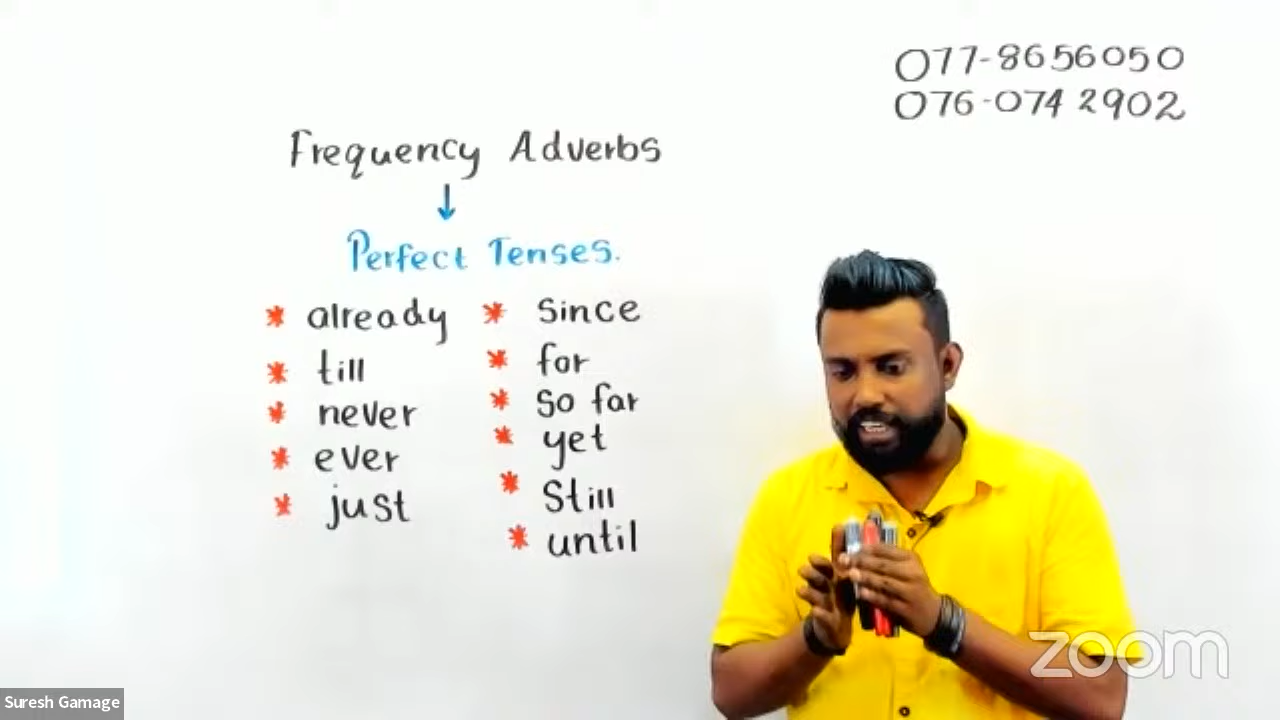 077-8656050
076-074 2902
Frequency Adverbs
↓
Perfect Tenses.
* already
* till
* never
* ever
* just
* Since
* for
* so far
* yet
* Still
* until
zoom
Suresh Gamage